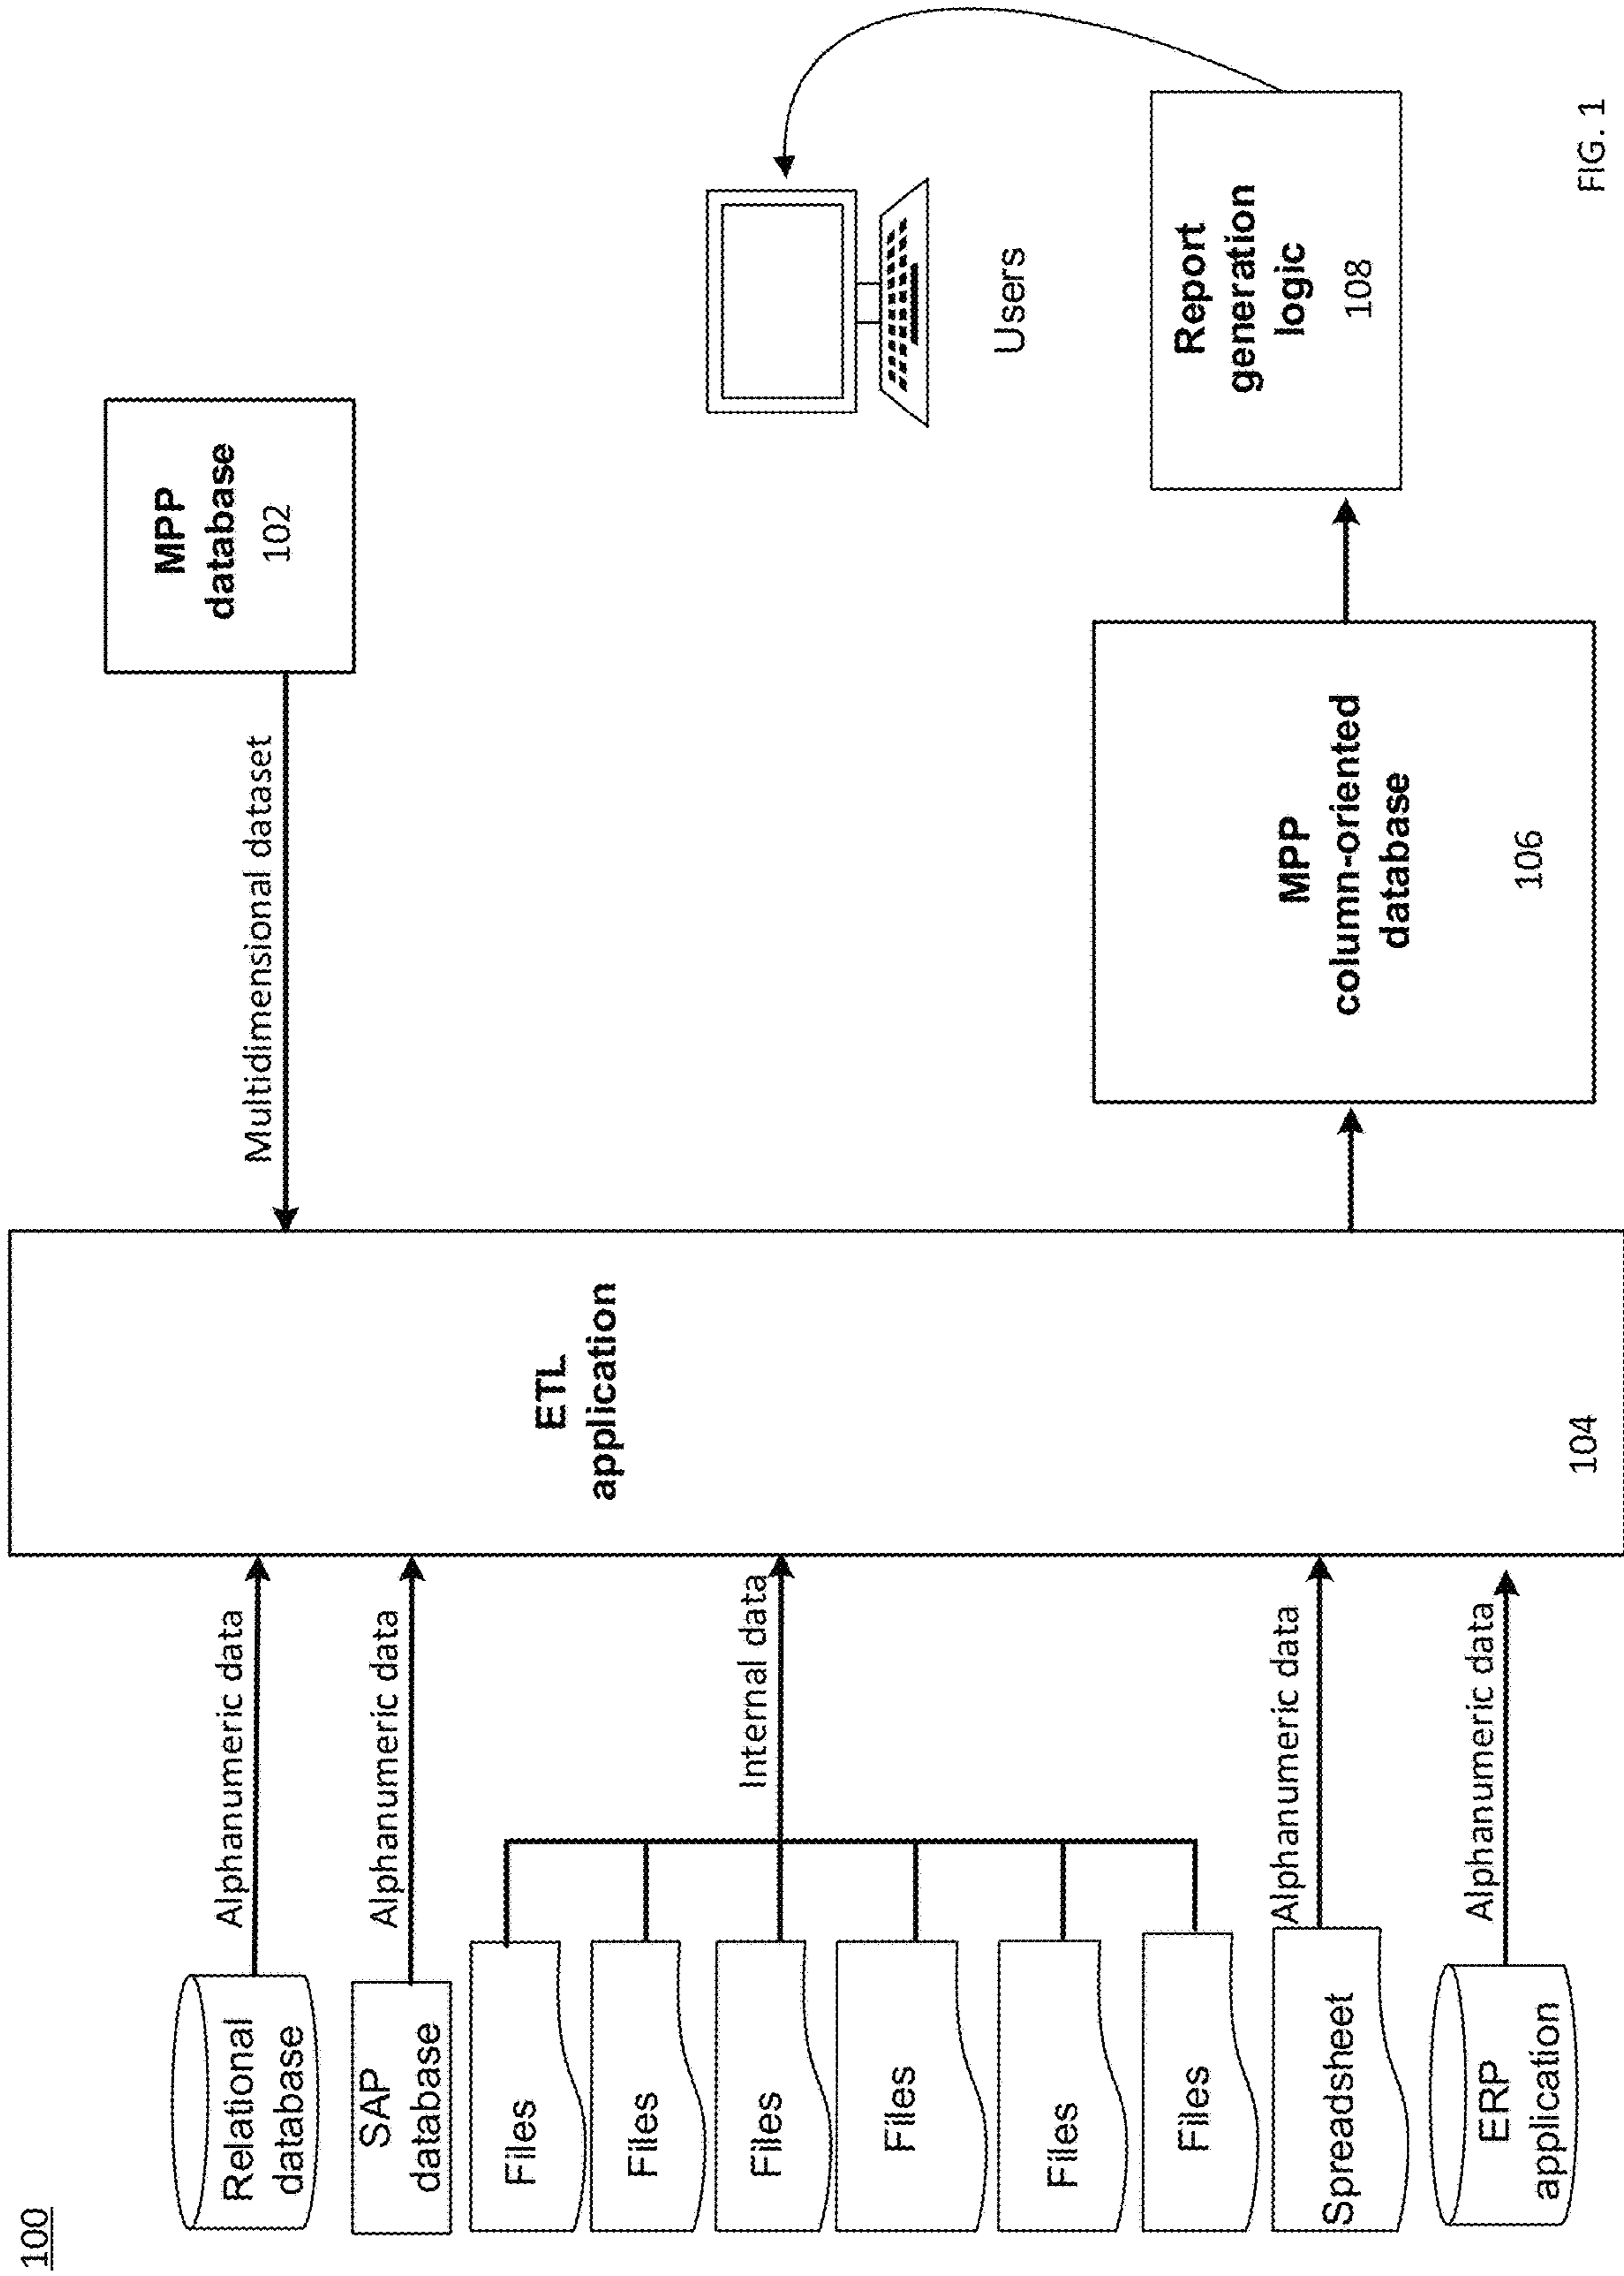 100
Relational
database
Alphanumeric data
SAP
database
Alphanumeric data
Files
Files
Files
Files
Files
Files
Internal data
Spreadsheet
Alphanumeric data
ERP
application
Alphanumeric data
ETL
application
104
Multidimensional dataset
MPP
database
102
MPP
column-oriented
database
106
Users
Report
generation
logic
108
FIG. 1